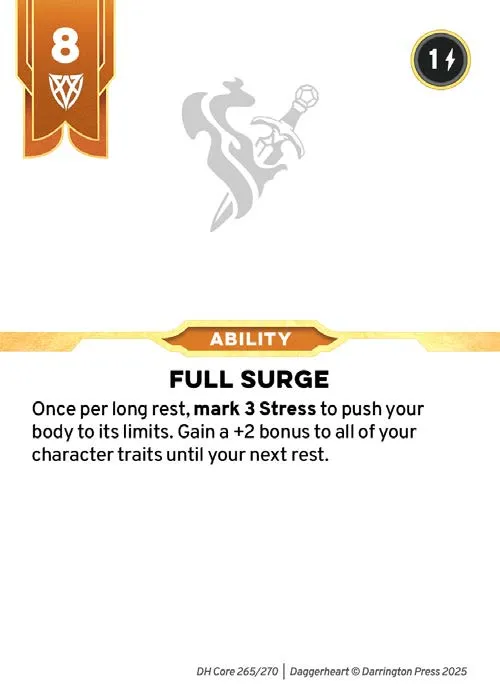 8
1
ABILITY
FULL SURGE
Once per long rest, mark 3 Stress to push your
body to its limits. Gain a +2 bonus to all of your
character traits until your next rest.
DH Core 265/270 | Daggerheart © Darrington Press 2025